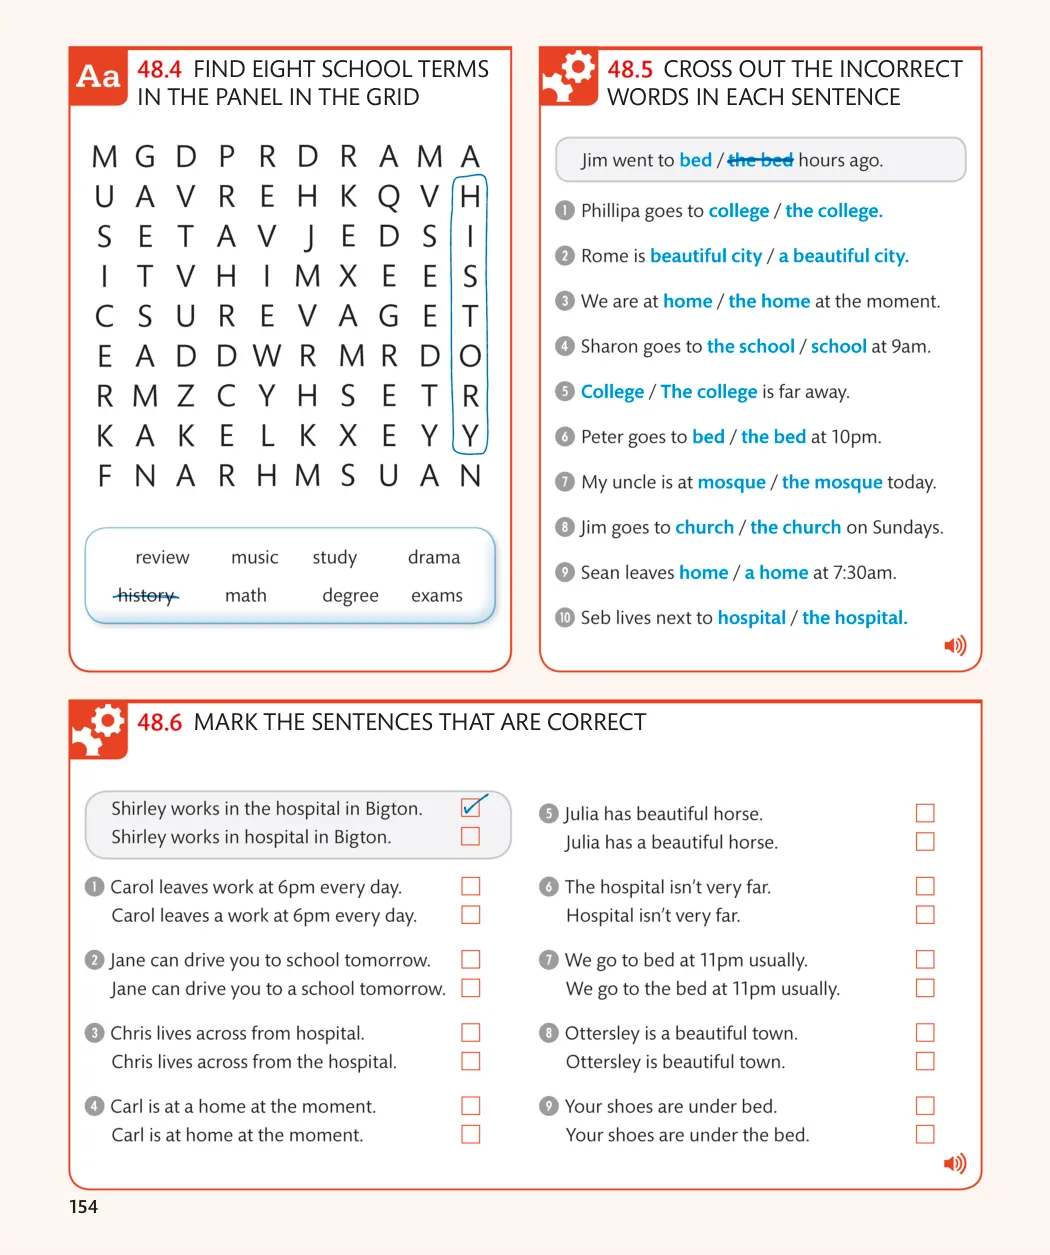 Aa
48.4 FIND EIGHT SCHOOL TERMS
IN THE PANEL IN THE GRID
M G D P R D R A M A
U A V R E H K Q V H
S E T A V J E D S I
I T V H I M X E E S
C S U R E V A G E T
E A D D W R M R D O
R M Z C Y H S E T R
K A K E L K X E Y Y
F N A R H M S U A N
review music study drama
history math degree exams
48.5 CROSS OUT THE INCORRECT
WORDS IN EACH SENTENCE
Jim went to bed / the bed hours ago.
1 Phillipa goes to college / the college.
2 Rome is beautiful city / a beautiful city.
3 We are at home / the home at the moment.
4 Sharon goes to the school / school at 9am.
5 College / The college is far away.
6 Peter goes to bed / the bed at 10pm.
7 My uncle is at mosque / the mosque today.
8 Jim goes to church / the church on Sundays.
9 Sean leaves home / a home at 7:30am.
10 Seb lives next to hospital / the hospital.
48.6 MARK THE SENTENCES THAT ARE CORRECT
Shirley works in the hospital in Bigton.
Shirley works in hospital in Bigton.
1 Carol leaves work at 6pm every day.
Carol leaves a work at 6pm every day.
2 Jane can drive you to school tomorrow.
Jane can drive you to a school tomorrow.
3 Chris lives across from hospital.
Chris lives across from the hospital.
4 Carl is at a home at the moment.
Carl is at home at the moment.
5 Julia has beautiful horse.
Julia has a beautiful horse.
6 The hospital isn't very far.
Hospital isn't very far.
7 We go to bed at 11pm usually.
We go to the bed at 11pm usually.
8 Ottersley is a beautiful town.
Ottersley is beautiful town.
9 Your shoes are under bed.
Your shoes are under the bed.
154